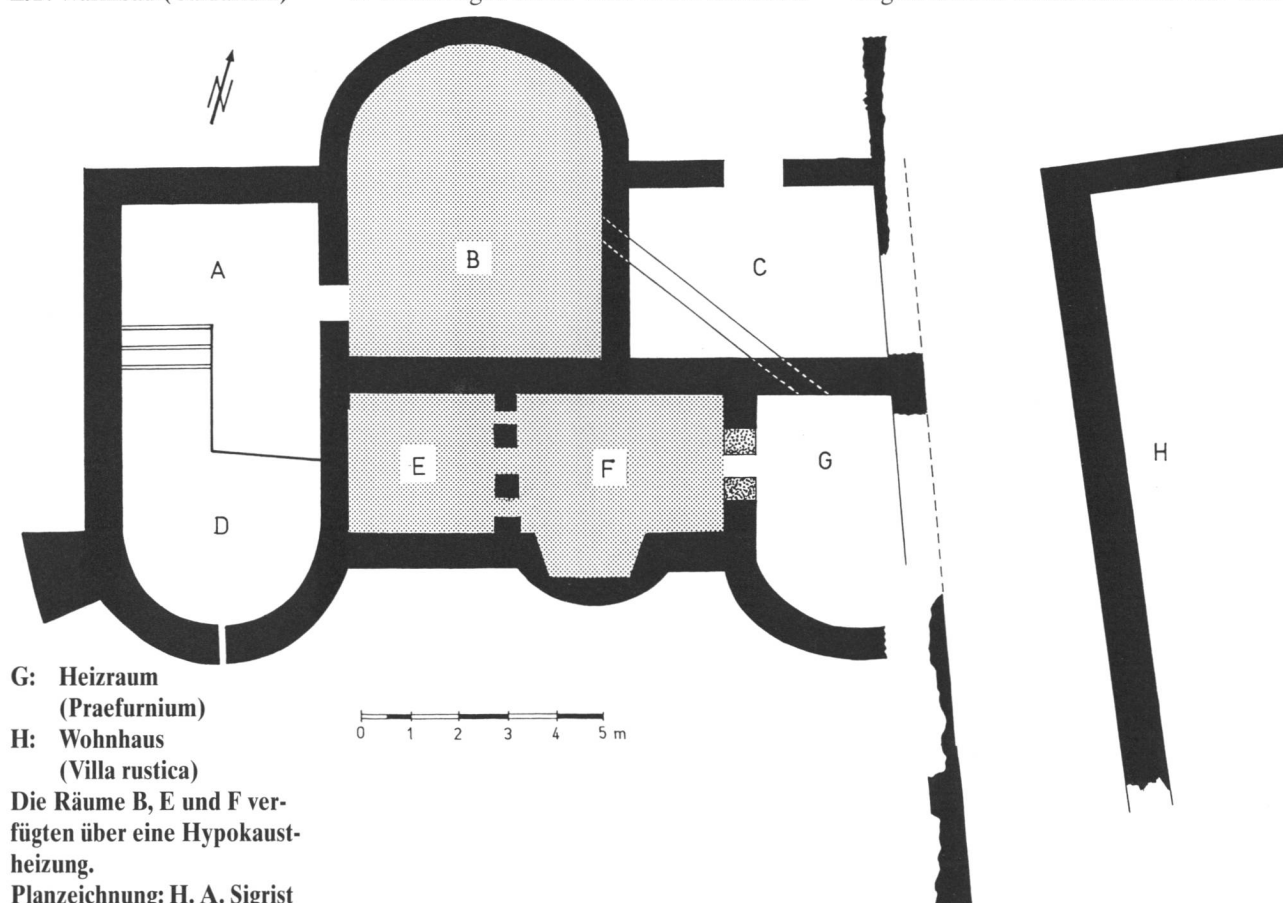 N
A
B
C
E
F
G
H
D
G: Heizraum
(Praefurnium)
H: Wohnhaus
(Villa rustica)
Die Räume B, E und F ver-
fügten über eine Hypokaust-
heizung.
Planzeichnung: H. A. Sigrist
0 1 2 3 4 5 m